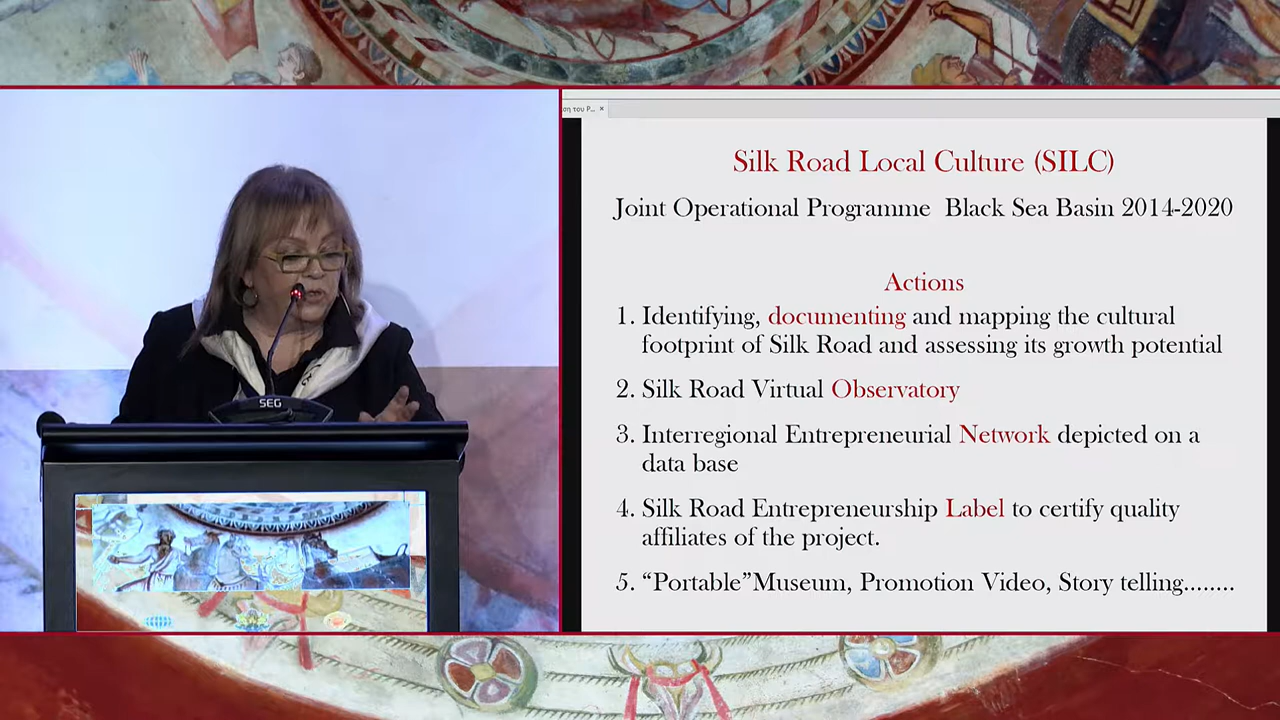 ση του P... ×
Silk Road Local Culture (SILC)
Joint Operational Programme Black Sea Basin 2014-2020
Actions
1. Identifying, documenting and mapping the cultural
footprint of Silk Road and assessing its growth potential
2. Silk Road Virtual Observatory
3. Interregional Entrepreneurial Network depicted on a
data base
4. Silk Road Entrepreneurship Label to certify quality
affiliates of the project.
5. “Portable”Museum, Promotion Video, Story telling........
SEG